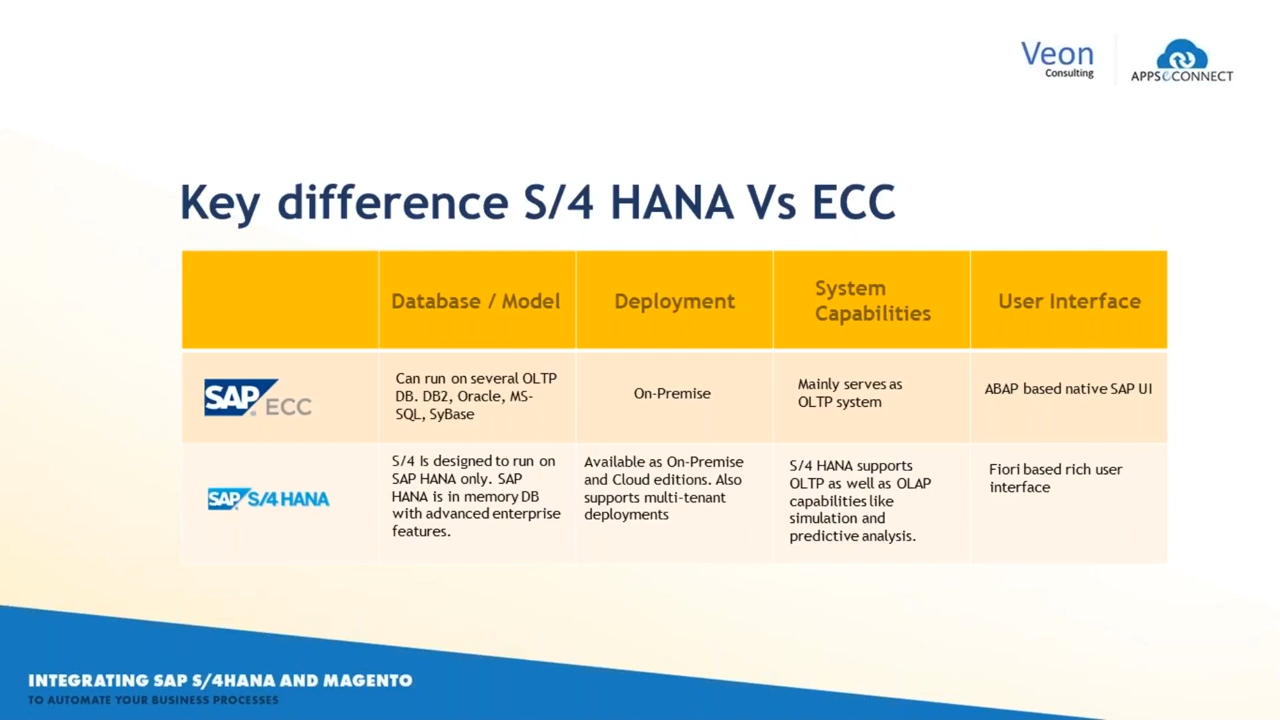 Veon
Consulting
APPSeCONNECT
Key difference S/4 HANA Vs ECC
Database / Model
Deployment
System
Capabilities
User Interface
SAP ECC
Can run on several OLTP
DB. DB2, Oracle, MS-
SQL, SyBase
On-Premise
Mainly serves as
OLTP system
ABAP based native SAP UI
SAP S/4HANA
S/4 Is designed to run on
SAP HANA only. SAP
HANA is in memory DB
with advanced enterprise
features.
Available as On-Premise
and Cloud editions. Also
supports multi-tenant
deployments
S/4 HANA supports
OLTP as well as OLAP
capabilities like
simulation and
predictive analysis.
Fiori based rich user
interface
INTEGRATING SAP S/4HANA AND MAGENTO
TO AUTOMATE YOUR BUSINESS PROCESSES